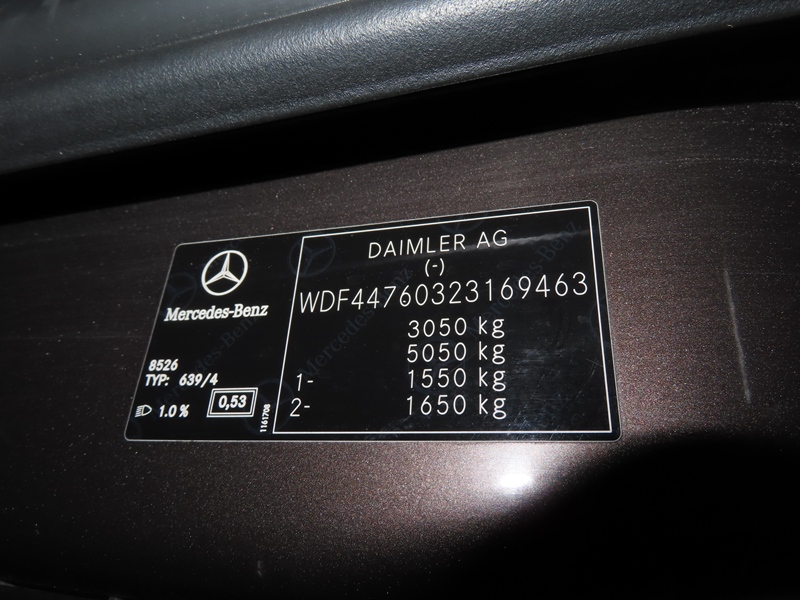 Mercedes-Benz
8526
TYP: 639/4
1.0 %
0,53
1161708
DAIMLER AG
(-)
WDF44760323169463
3050 kg
5050 kg
1- 1550 kg
2- 1650 kg